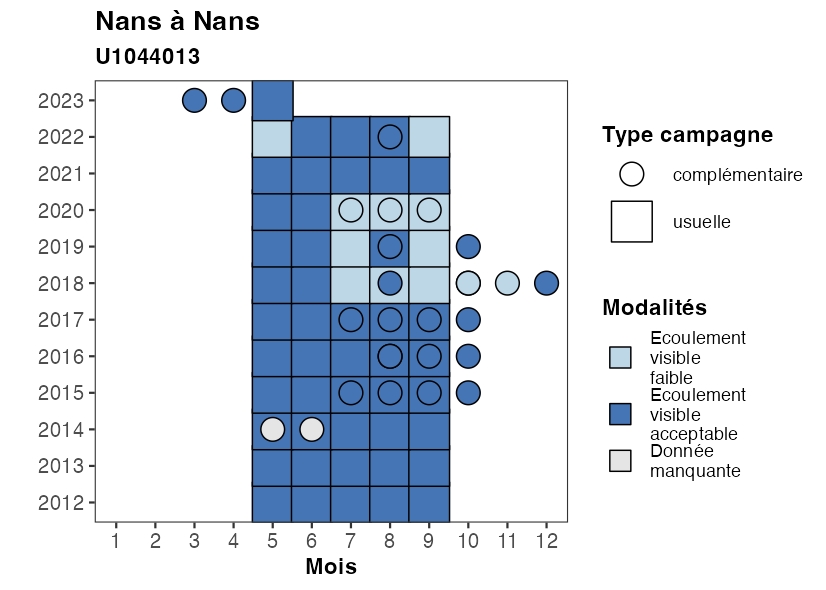 Nans à Nans
U1044013
2023
2022
2021
2020
2019
2018
2017
2016
2015
2014
2013
2012
1 2 3 4 5 6 7 8 9 10 11 12
Mois
Type campagne
complémentaire
usuelle
Modalités
Ecoulement
visible
faible
Ecoulement
visible
acceptable
Donnée
manquante